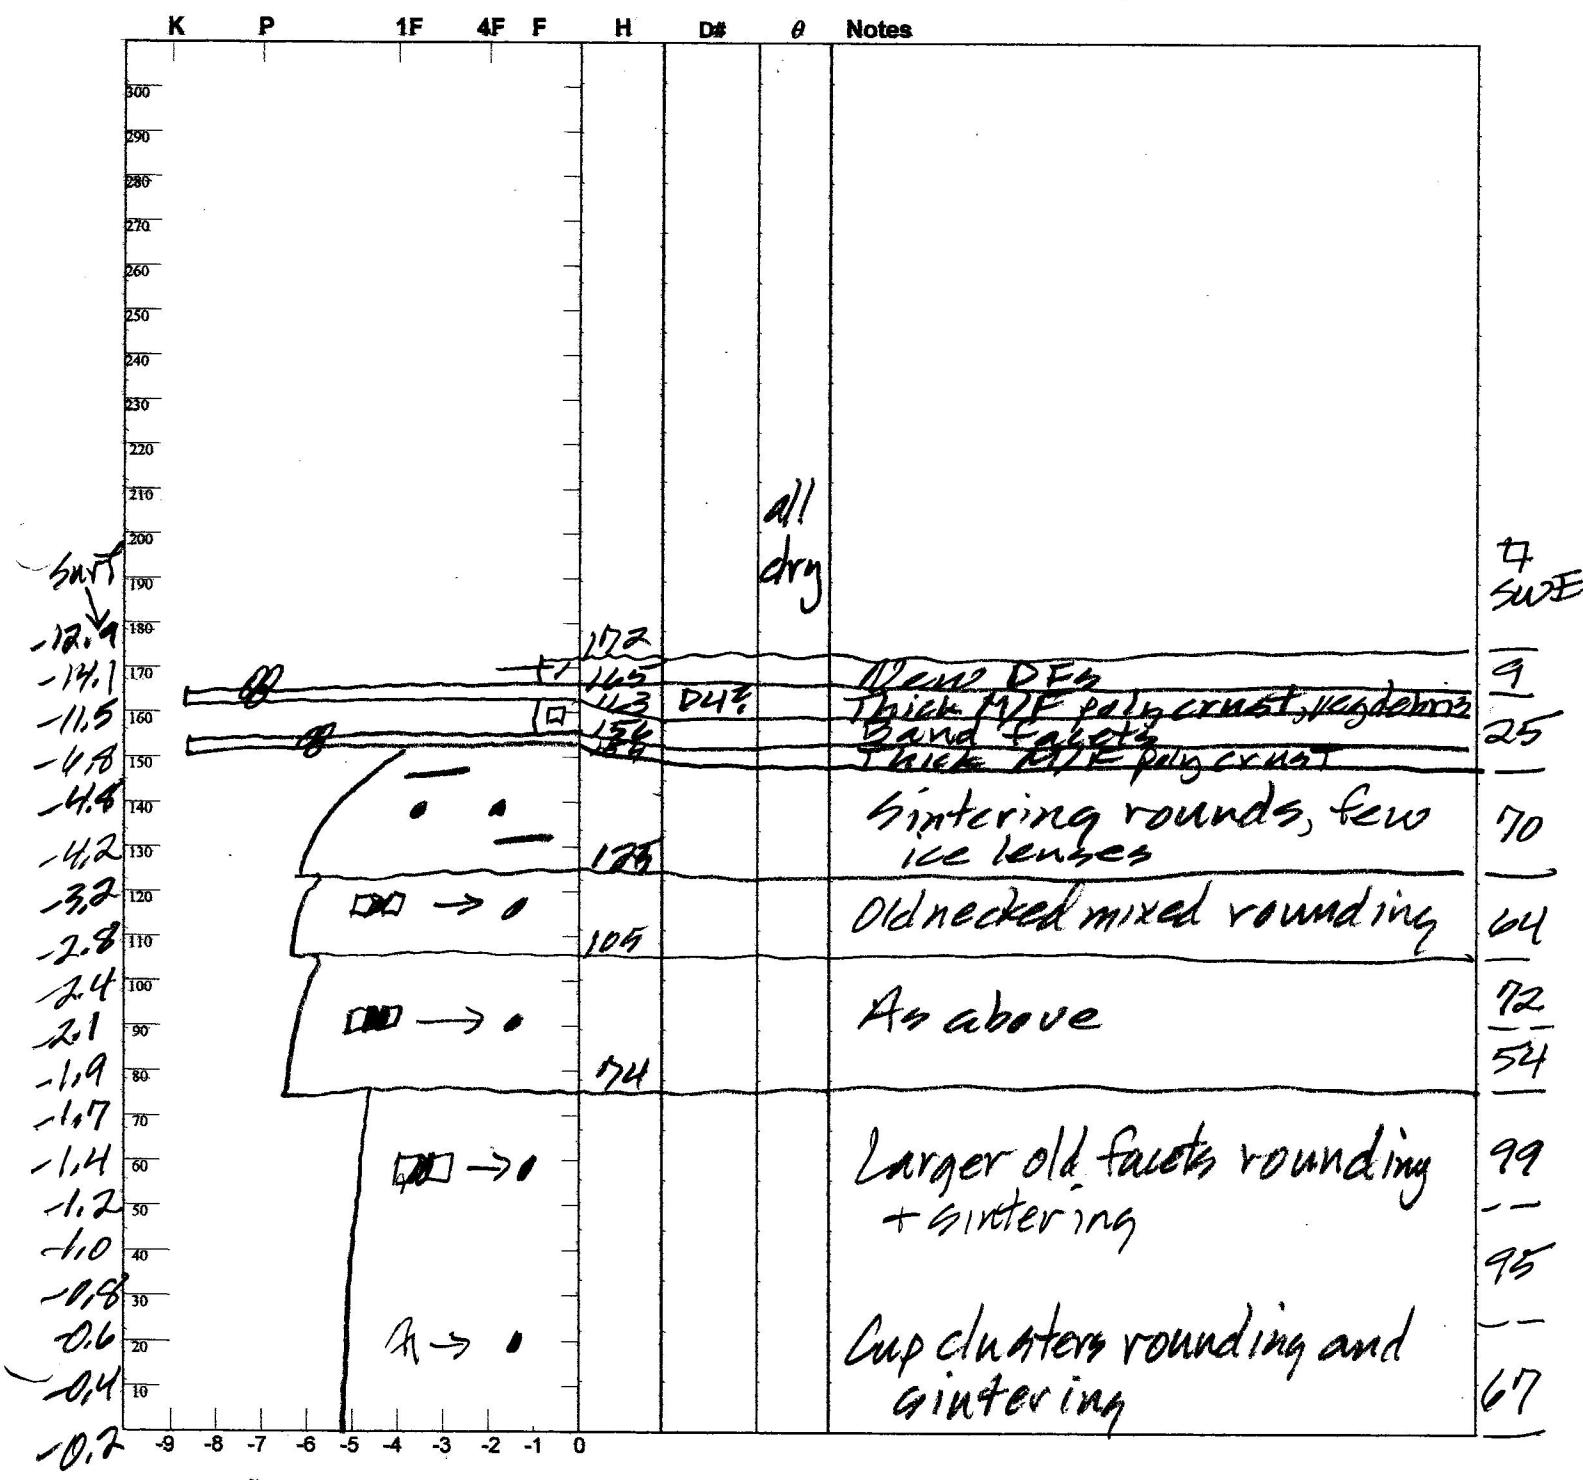 K P 1F 4F F H D# θ Notes
300
290
280
270
260
250
240
230
220
210
all
200
dry
Surf
190
SWE
-12.9 180 172
-14.1 170 165 New DFs 9
-11.5 160 163 D4? Thick M/F poly crust, veg debris
156 Band facets 25
-6.8 150 Thick M/F poly crust
-4.8 140 Sintering rounds, few 70
-4.2 130 125 ice lenses
-3.2 120 Old necked mixed rounding 64
-2.8 110 105
-2.4 100 72
-2.1 90 As above
-1.9 80 74 54
-1.7 70
-1.4 60 Larger old facets rounding 99
-1.2 50 + sintering
-1.0 40 95
-0.8 30
-0.6 20 Cup clusters rounding and
-0.4 10 sintering 67
-0.2
-9 -8 -7 -6 -5 -4 -3 -2 -1 0